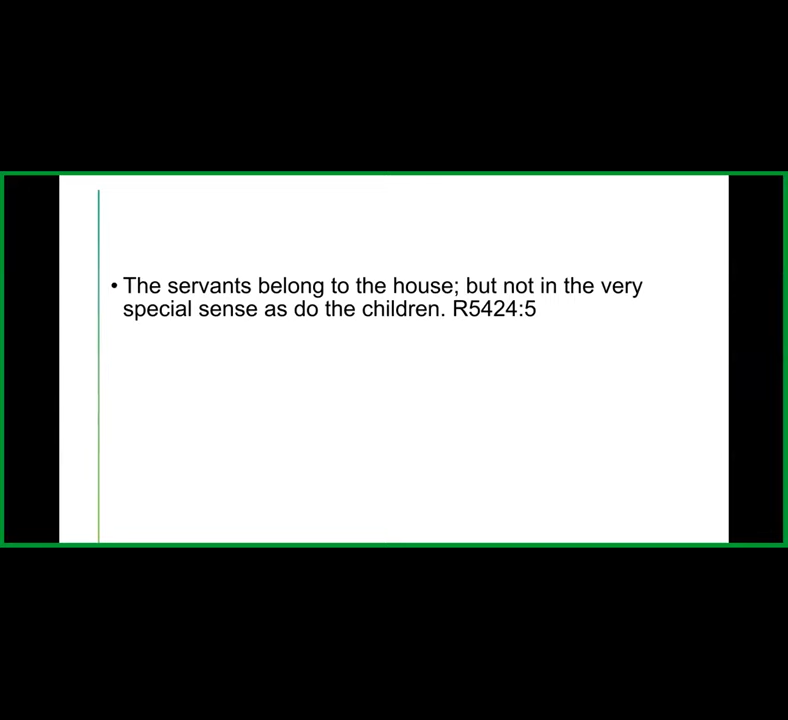 • The servants belong to the house; but not in the very
special sense as do the children. R5424:5